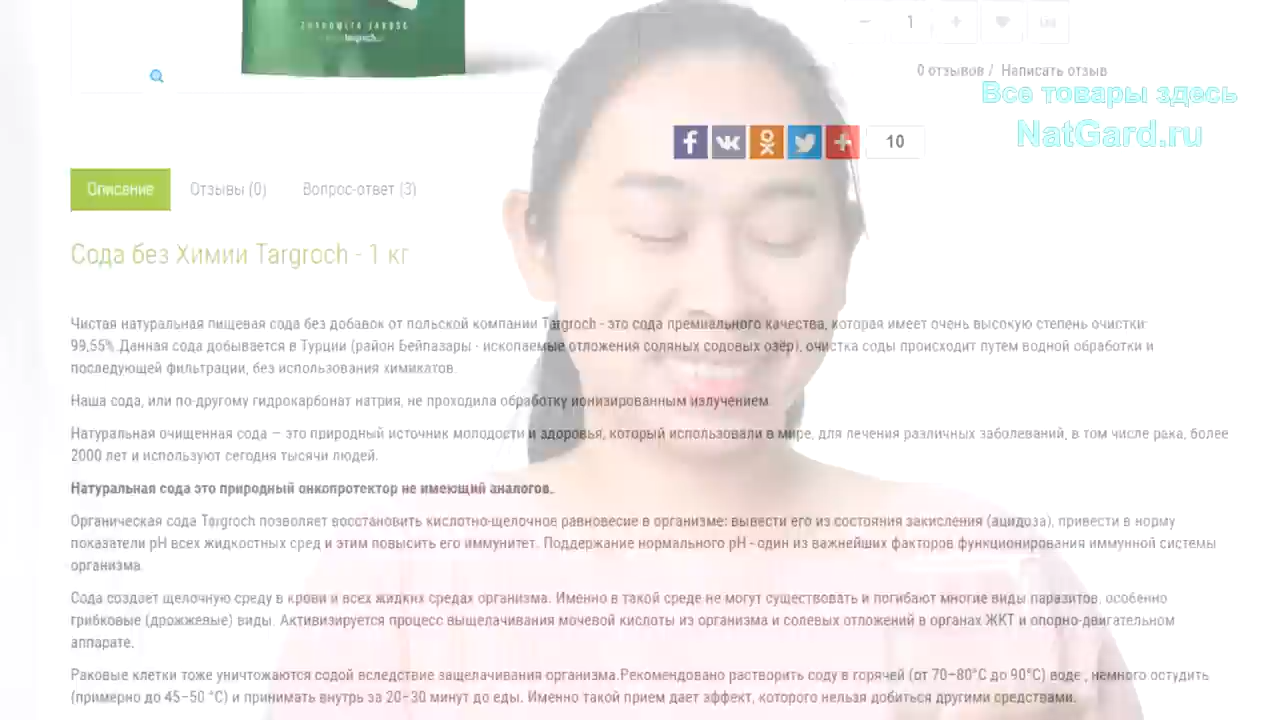 targroch
1
0 отзывов / Написать отзыв
Все товары здесь
NatGard.ru
10
Описание Отзывы (0) Вопрос-ответ (3)
Сода без Химии Targroch - 1 кг
Чистая натуральная пищевая сода без добавок от польской компании Targroch - это сода премиального качества, которая имеет очень высокую степень очистки:
99,55%.Данная сода добывается в Турции (район Бейпазары - ископаемые отложения соляных содовых озёр), очистка соды происходит путем водной обработки и
последующей фильтрации, без использования химикатов.
Наша сода, или по-другому гидрокарбонат натрия, не проходила обработку ионизированным излучением.
Натуральная очищенная сода — это природный источник молодости и здоровья, который использовали в мире, для лечения различных заболеваний, в том числе рака, более
2000 лет и используют сегодня тысячи людей.
Натуральная сода это природный онкопротектор не имеющий аналогов.
Органическая сода Targroch позволяет восстановить кислотно-щелочное равновесие в организме: вывести его из состояния закисления (ацидоза), привести в норму
показатели pH всех жидкостных сред и этим повысить его иммунитет. Поддержание нормального pH - один из важнейших факторов функционирования иммунной системы
организма.
Сода создает щелочную среду в крови и всех жидких средах организма. Именно в такой среде не могут существовать и погибают многие виды паразитов, особенно
грибковые (дрожжевые) виды. Активизируется процесс выщелачивания мочевой кислоты из организма и солевых отложений в органах ЖКТ и опорно-двигательном
аппарате.
Раковые клетки тоже уничтожаются содой вследствие защелачивания организма.Рекомендовано растворить соду в горячей (от 70-80°C до 90°C) воде , немного остудить
(примерно до 45-50 °C) и принимать внутрь за 20-30 минут до еды. Именно такой прием дает эффект, которого нельзя добиться другими средствами.